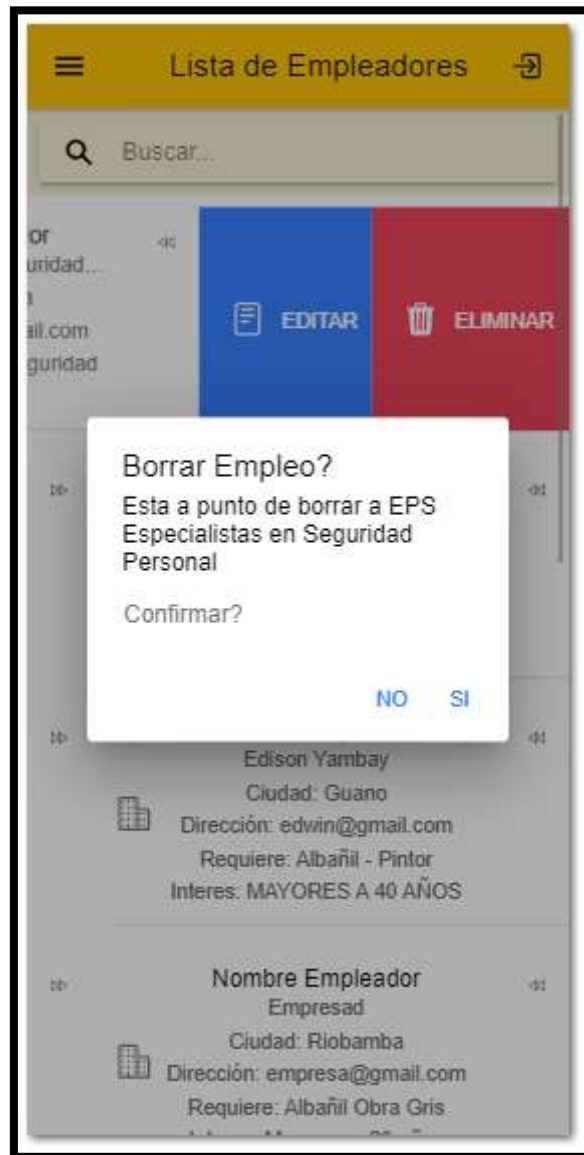 Lista de Empleadores
Buscar...
or
uridad...
ail.com
guridad
EDITAR
ELIMINAR
Borrar Empleo?
Esta a punto de borrar a EPS
Especialistas en Seguridad
Personal
Confirmar?
NO SI
Edison Yambay
Ciudad: Guano
Dirección: edwin@gmail.com
Requiere: Albañil - Pintor
Interes: MAYORES A 40 AÑOS
Nombre Empleador
Empresad
Ciudad: Riobamba
Dirección: empresa@gmail.com
Requiere: Albañil Obra Gris